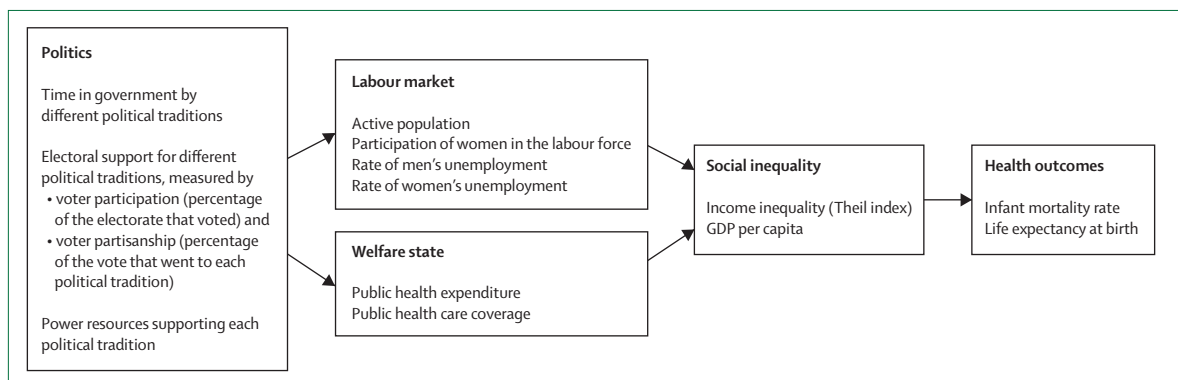 Politics
Time in government by
different political traditions
Electoral support for different
political traditions, measured by
• voter participation (percentage
of the electorate that voted) and
• voter partisanship (percentage
of the vote that went to each
political tradition)
Power resources supporting each
political tradition
Labour market
Active population
Participation of women in the labour force
Rate of men's unemployment
Rate of women's unemployment
Welfare state
Public health expenditure
Public health care coverage
Social inequality
Income inequality (Theil index)
GDP per capita
Health outcomes
Infant mortality rate
Life expectancy at birth